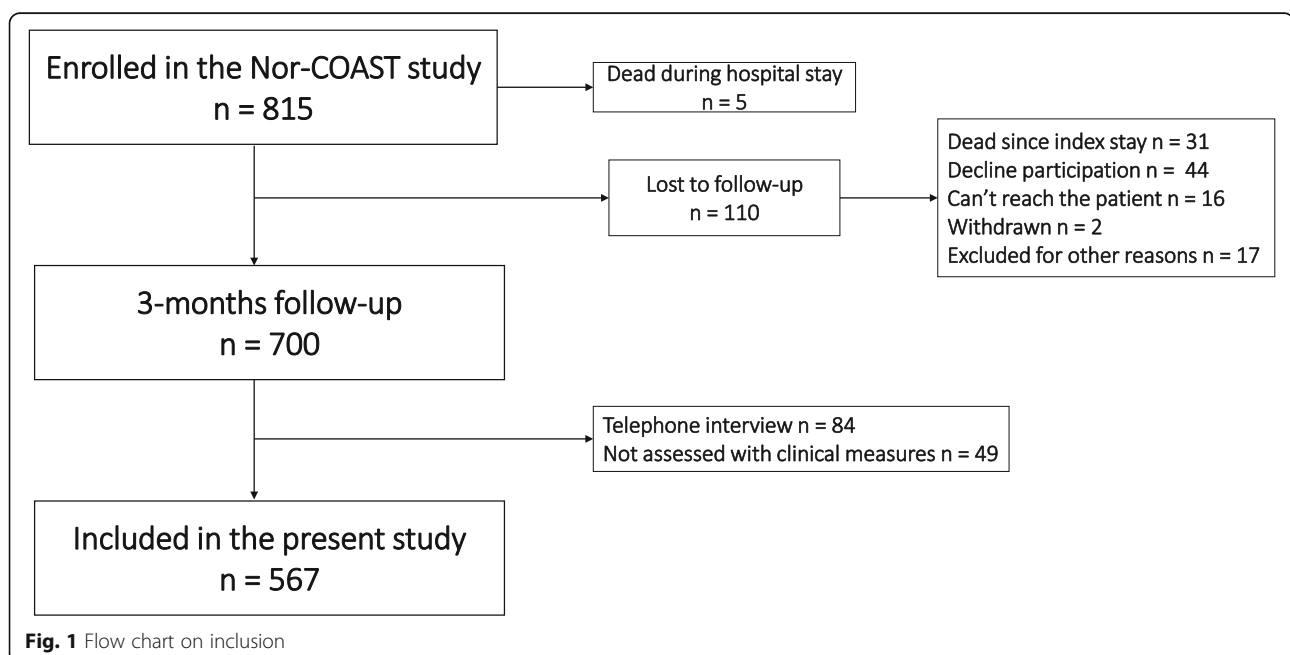 Enrolled in the Nor-COAST study
n = 815
Dead during hospital stay
n = 5
Lost to follow-up
n = 110
Dead since index stay n = 31
Decline participation n = 44
Can't reach the patient n = 16
Withdrawn n = 2
Excluded for other reasons n = 17
3-months follow-up
n = 700
Telephone interview n = 84
Not assessed with clinical measures n = 49
Included in the present study
n = 567
Fig. 1 Flow chart on inclusion